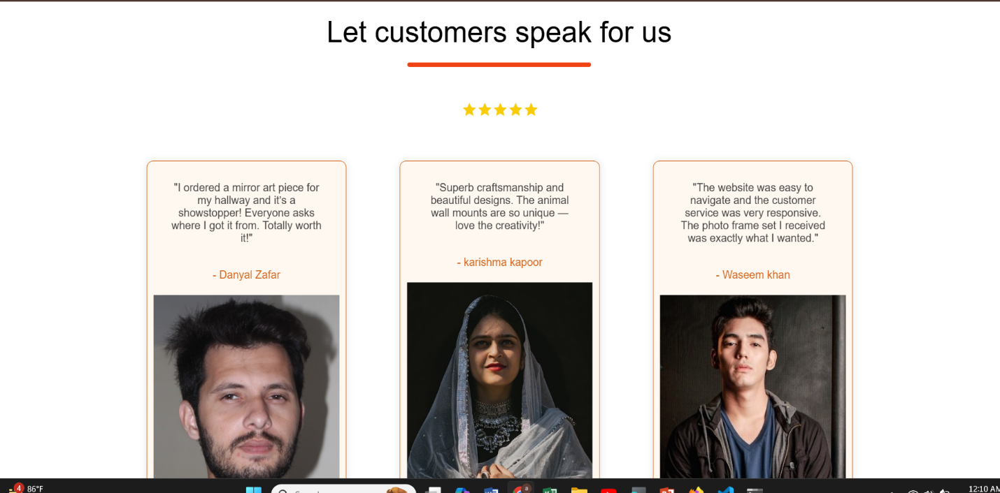 Let customers speak for us
"I ordered a mirror art piece for
my hallway and it's a
showstopper! Everyone asks
where I got it from. Totally worth
it!"
- Danyal Zafar
"Superb craftsmanship and
beautiful designs. The animal
wall mounts are so unique —
love the creativity!"
- karishma kapoor
"The website was easy to
navigate and the customer
service was very responsive.
The photo frame set I received
was exactly what I wanted."
- Waseem khan
4
86°F
12:10 AM